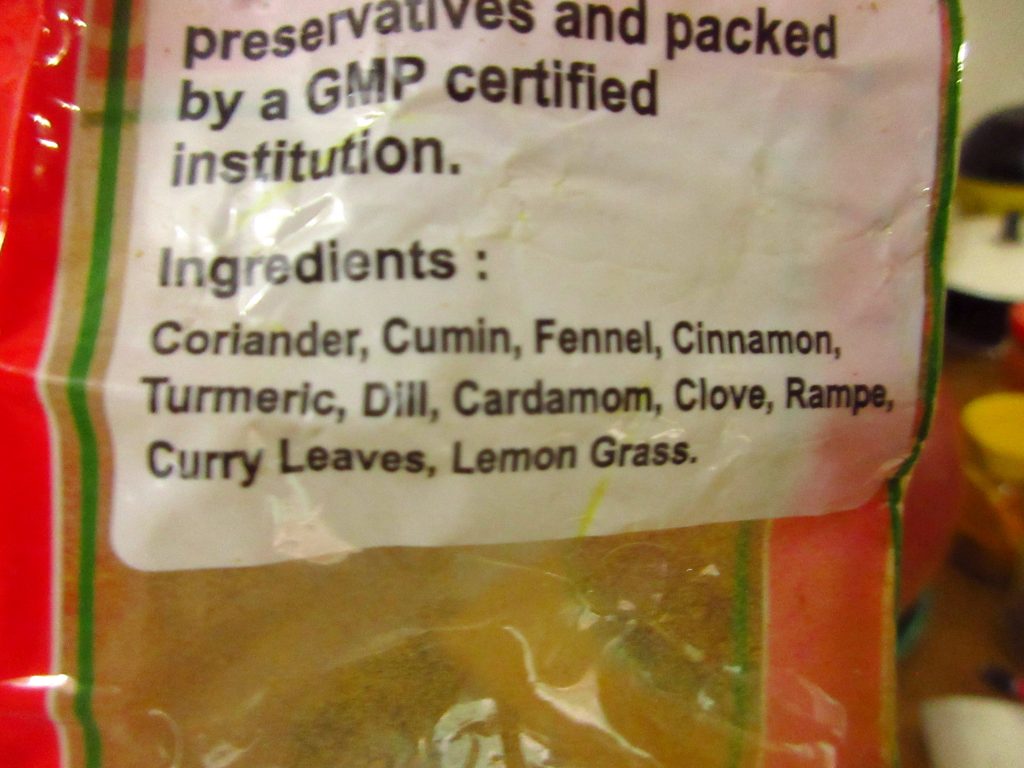 preservatives and packed
by a GMP certified
institution.
Ingredients :
Coriander, Cumin, Fennel, Cinnamon,
Turmeric, Dill, Cardamom, Clove, Rampe,
Curry Leaves, Lemon Grass.